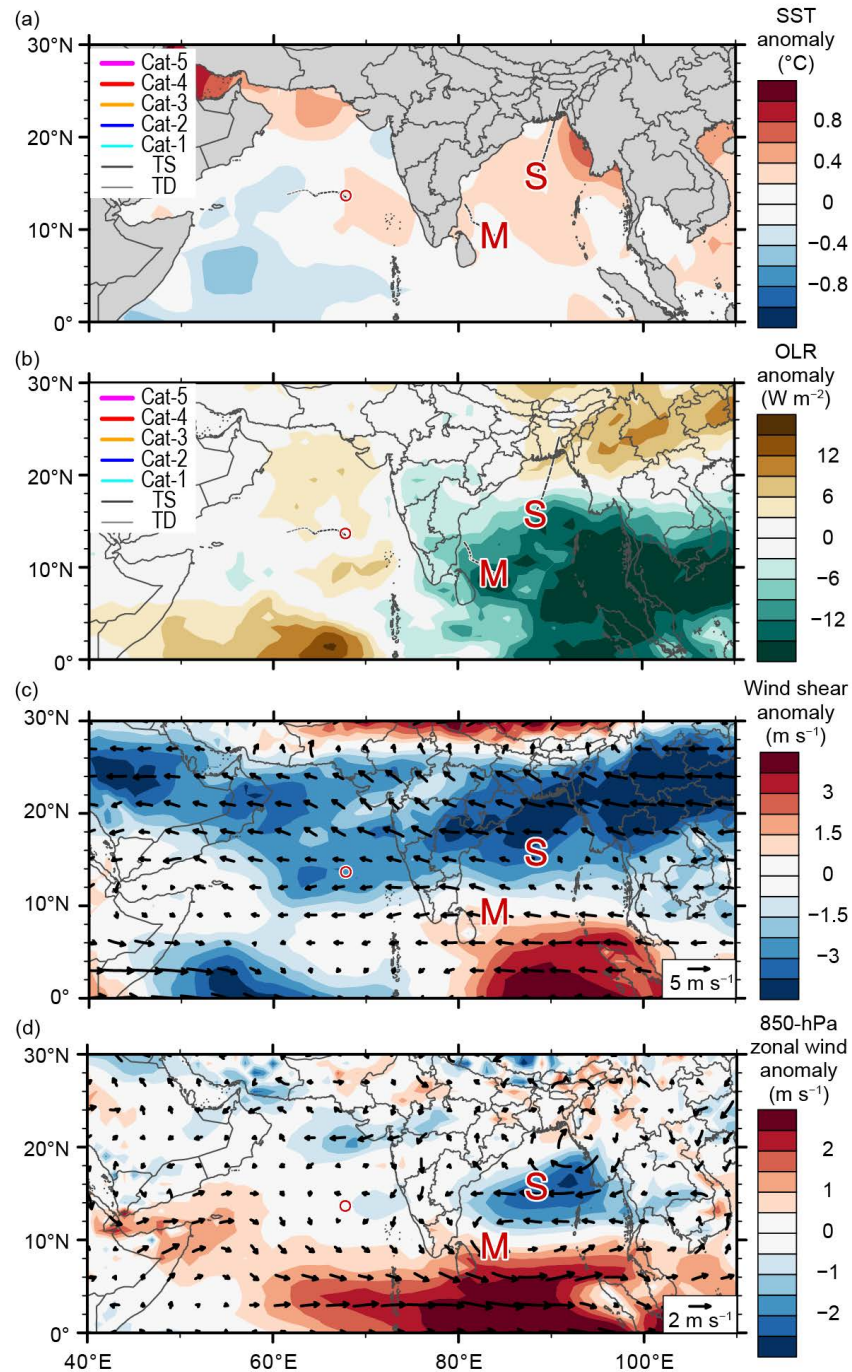 (a)
SST
anomaly
(°C)
30°N
20°N
10°N
0°
Cat-5
Cat-4
Cat-3
Cat-2
Cat-1
TS
TD
S
M
0.8
0.4
0
−0.4
−0.8
(b)
OLR
anomaly
(W m⁻²)
30°N
20°N
10°N
0°
Cat-5
Cat-4
Cat-3
Cat-2
Cat-1
TS
TD
S
M
12
6
0
−6
−12
(c)
Wind shear
anomaly
(m s⁻¹)
30°N
20°N
10°N
0°
S
M
5 m s⁻¹
3
1.5
0
−1.5
−3
(d)
850-hPa
zonal wind
anomaly
(m s⁻¹)
30°N
20°N
10°N
0°
S
M
2 m s⁻¹
2
1
0
−1
−2
40°E
60°E
80°E
100°E